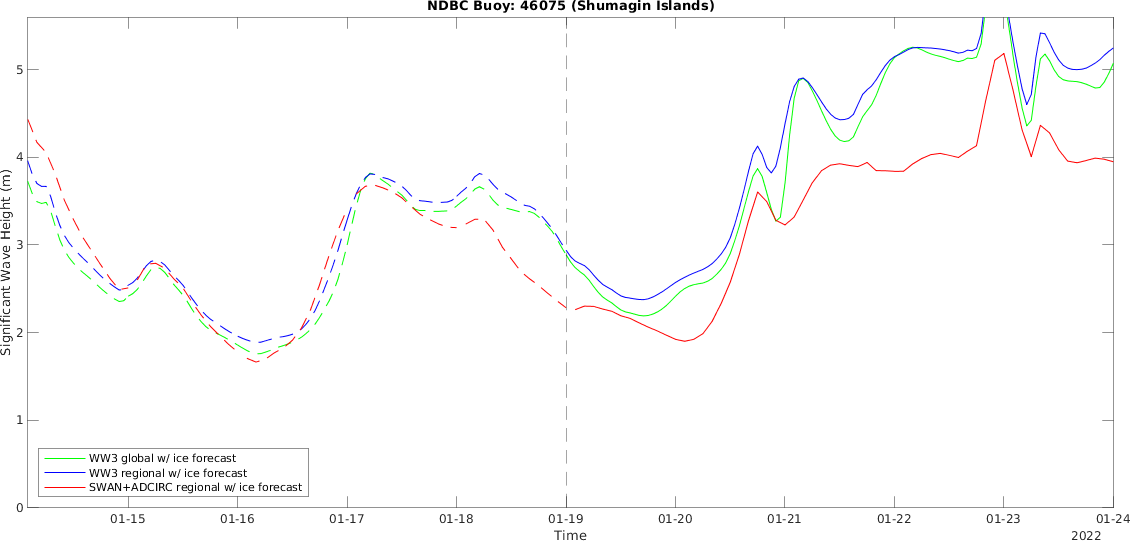 NDBC Buoy: 46075 (Shumagin Islands)
Significant Wave Height (m)
5
4
3
2
1
0
WW3 global w/ ice forecast
WW3 regional w/ ice forecast
SWAN+ADCIRC regional w/ ice forecast
01-15 01-16 01-17 01-18 01-19 01-20 01-21 01-22 01-23 01-24
Time
2022